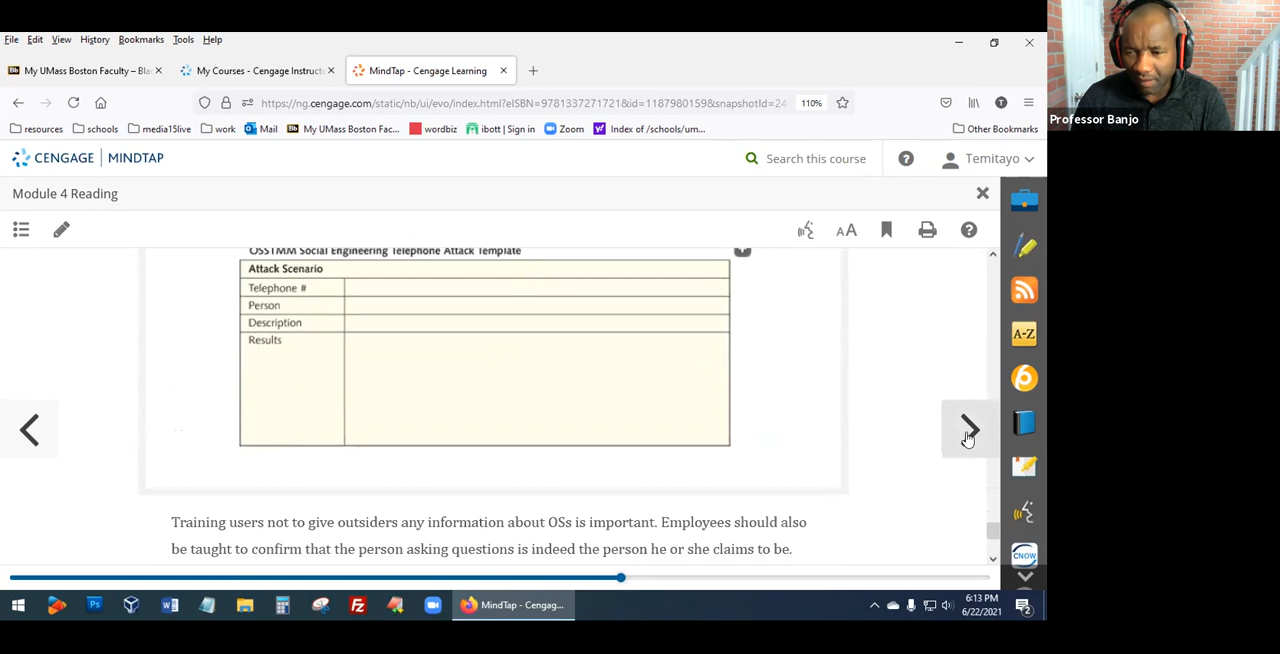 File Edit View History Bookmarks Tools Help
My UMass Boston Faculty – Bla
My Courses - Cengage Instruct
MindTap - Cengage Learning
https://ng.cengage.com/static/nb/ui/evo/index.html?eISBN=9781337271721&id=1187980159&snapshotId=24
110%
resources schools media15live work Mail My UMass Boston Fac... wordbiz ibott | Sign in Zoom Index of /schools/um... Other Bookmarks
CENGAGE | MINDTAP
Search this course
Temitayo
Module 4 Reading
AA
OSSTMM Social Engineering Telephone Attack Template
Attack Scenario
Telephone #
Person
Description
Results
Training users not to give outsiders any information about OSs is important. Employees should also
be taught to confirm that the person asking questions is indeed the person he or she claims to be.
A-Z
CNOW
MindTap - Cengag...
6:13 PM
6/22/2021
2
Professor Banjo